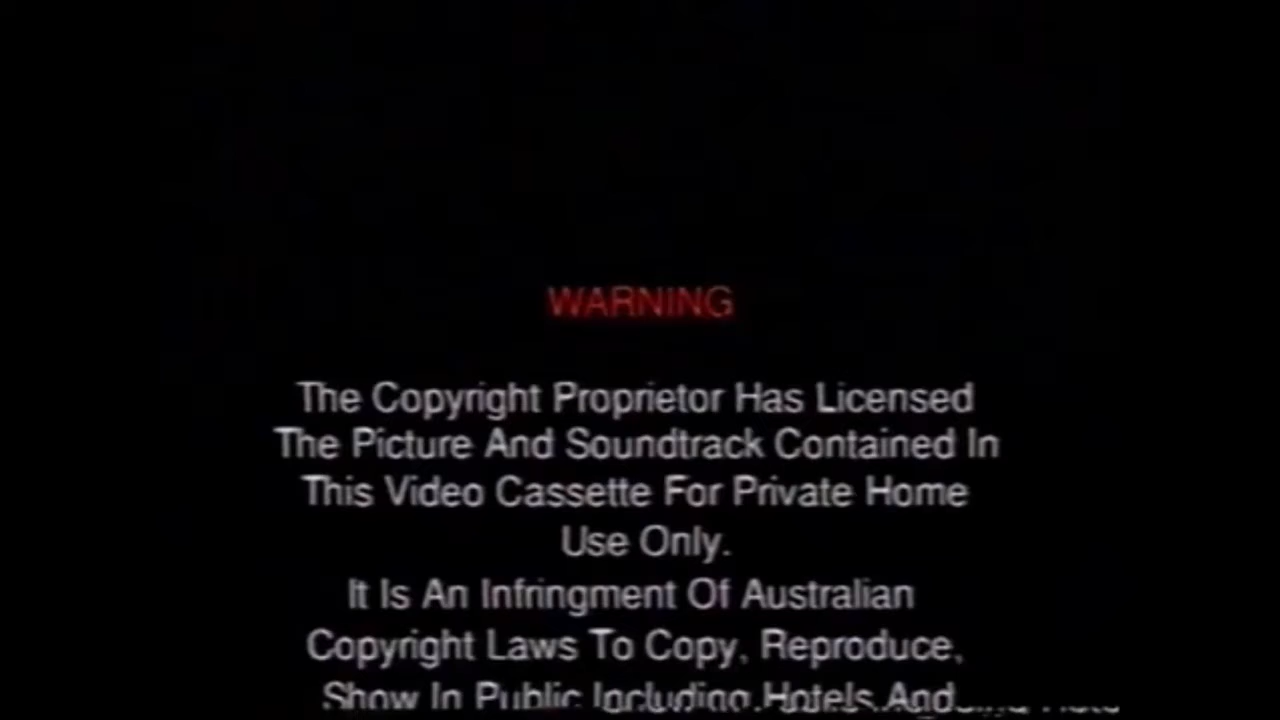 WARNING
The Copyright Proprietor Has Licensed
The Picture And Soundtrack Contained In
This Video Cassette For Private Home
Use Only.
It Is An Infringment Of Australian
Copyright Laws To Copy, Reproduce,
Show In Public Including Hotels And